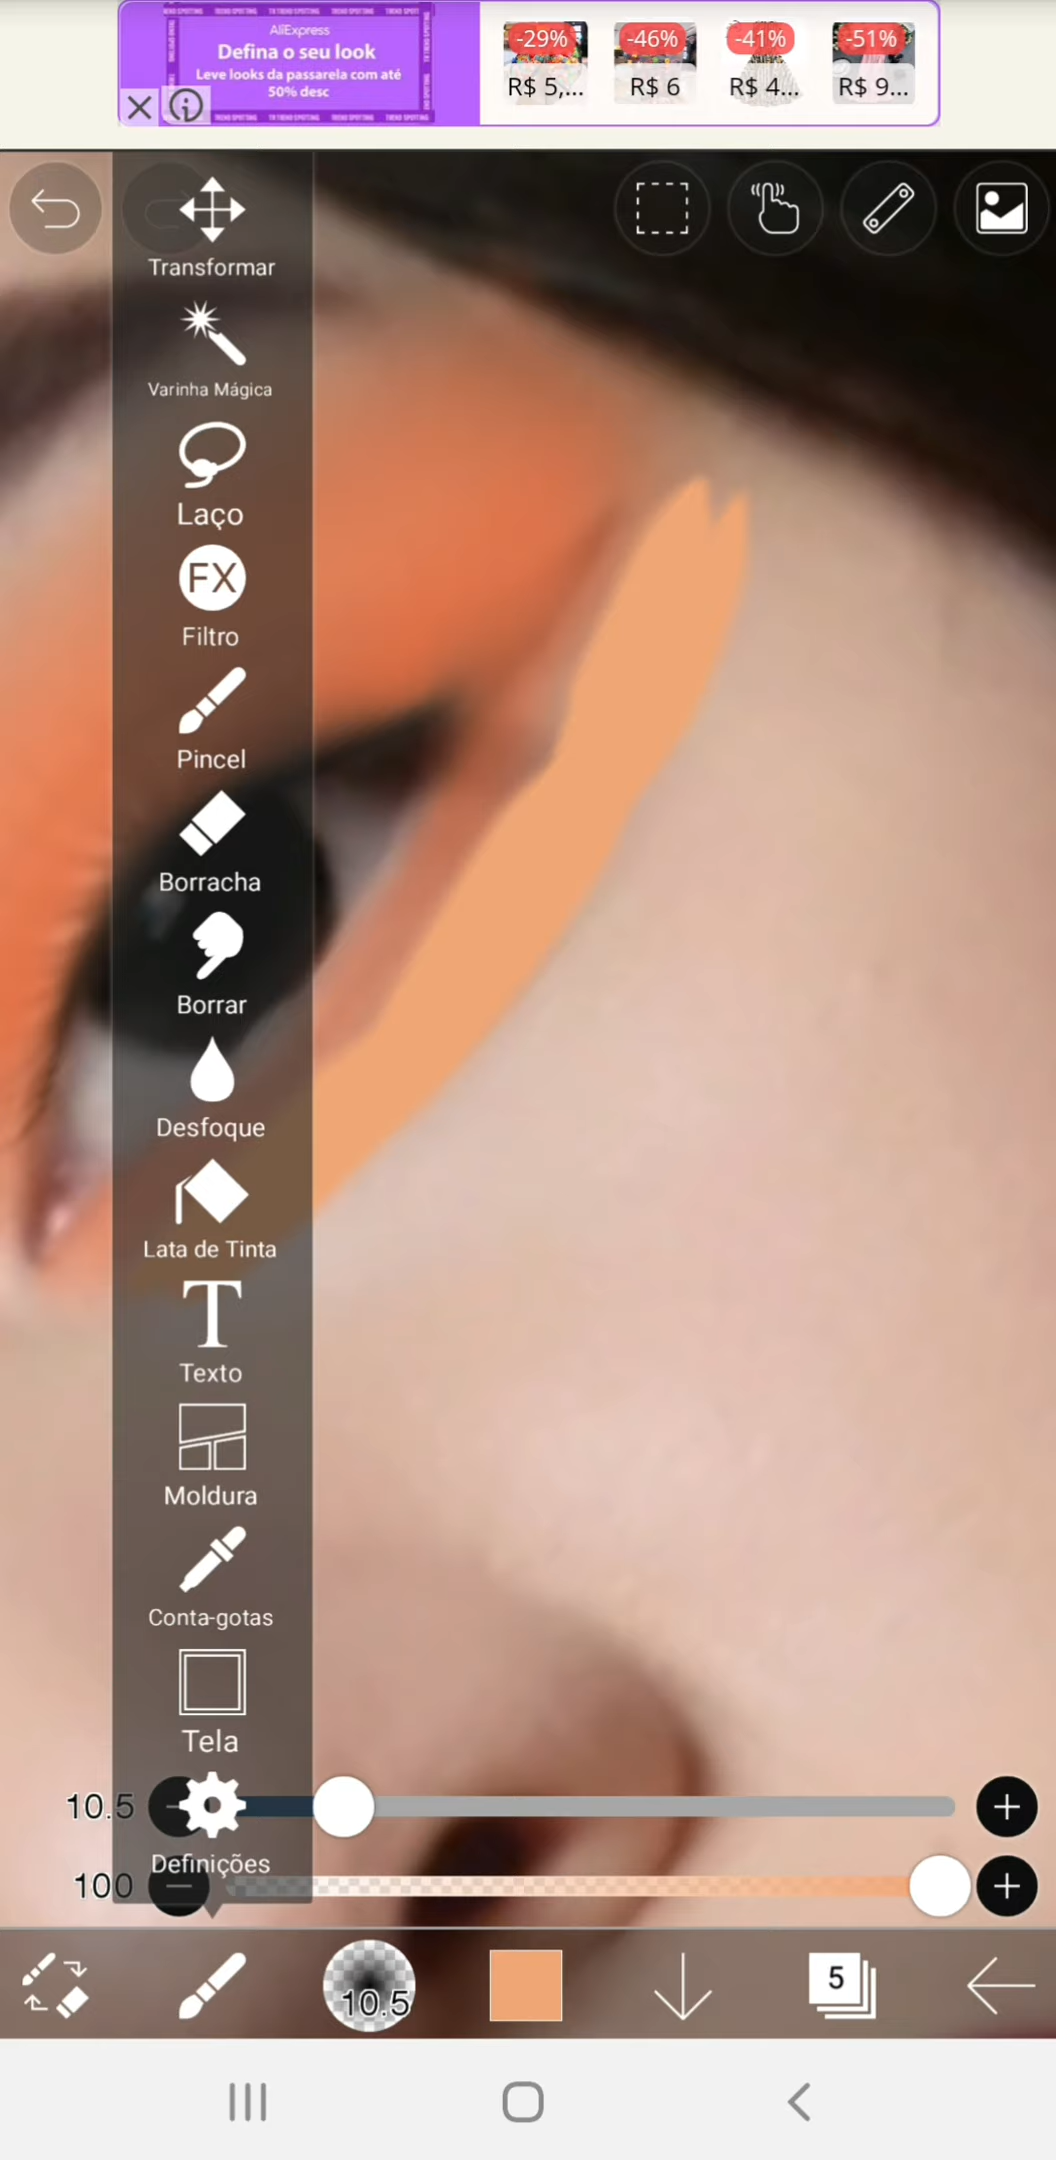 AliExpress
Defina o seu look
Leve looks da passarela com até
50% desc
-29%
R$ 5,...
-46%
R$ 6
-41%
R$ 4...
-51%
R$ 9...
Transformar
Varinha Mágica
Laço
FX
Filtro
Pincel
Borracha
Borrar
Desfoque
Lata de Tinta
T
Texto
Moldura
Conta-gotas
Tela
10.5
Definições
100
10.5
5